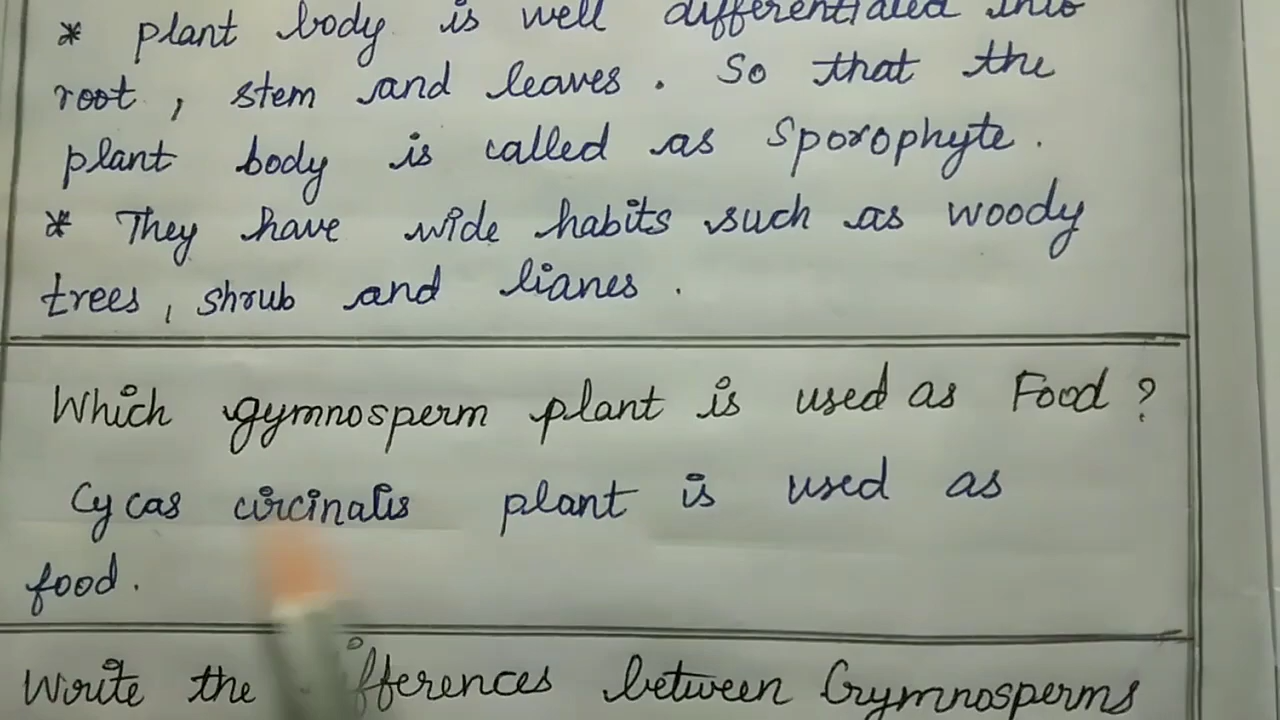 * plant body is well differentiated into
root, stem and leaves. So that the
plant body is called as Sporophyte.
* They have wide habits such as woody
trees, shrub and lianes.
Which gymnosperm plant is used as Food?
Cycas circinalis plant is used as
food.
Write the differences between Gymnosperms